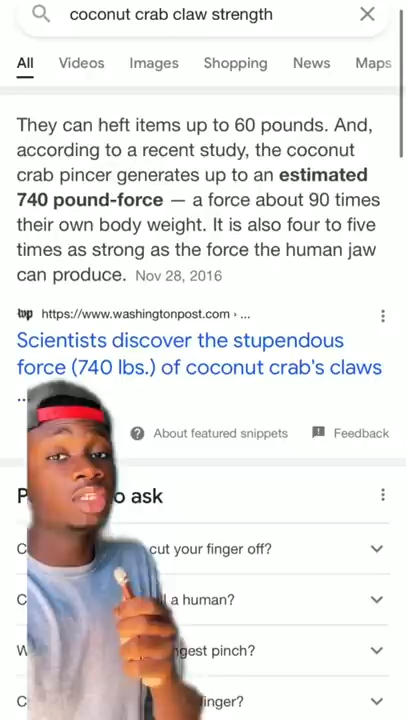 coconut crab claw strength
All Videos Images Shopping News Maps
They can heft items up to 60 pounds. And,
according to a recent study, the coconut
crab pincer generates up to an estimated
740 pound-force — a force about 90 times
their own body weight. It is also four to five
times as strong as the force the human jaw
can produce. Nov 28, 2016
wp https://www.washingtonpost.com › ...
Scientists discover the stupendous
force (740 lbs.) of coconut crab's claws
...
About featured snippets Feedback
P o ask
C cut your finger off?
C l a human?
W ngest pinch?
C finger?